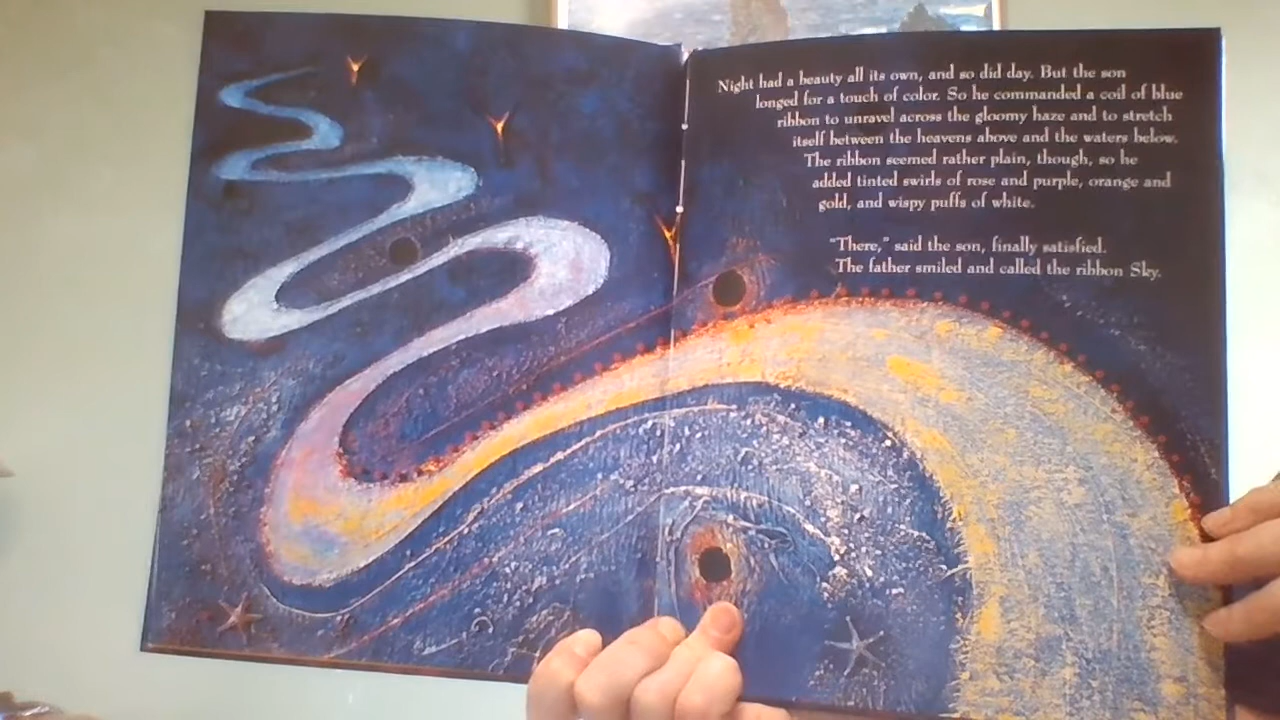 Night had a beauty all its own, and so did day. But the son
longed for a touch of color. So he commanded a coil of blue
ribbon to unravel across the gloomy haze and to stretch
itself between the heavens above and the waters below.
The ribbon seemed rather plain, though, so he
added tinted swirls of rose and purple, orange and
gold, and wispy puffs of white.
"There," said the son, finally satisfied.
The father smiled and called the ribbon Sky.